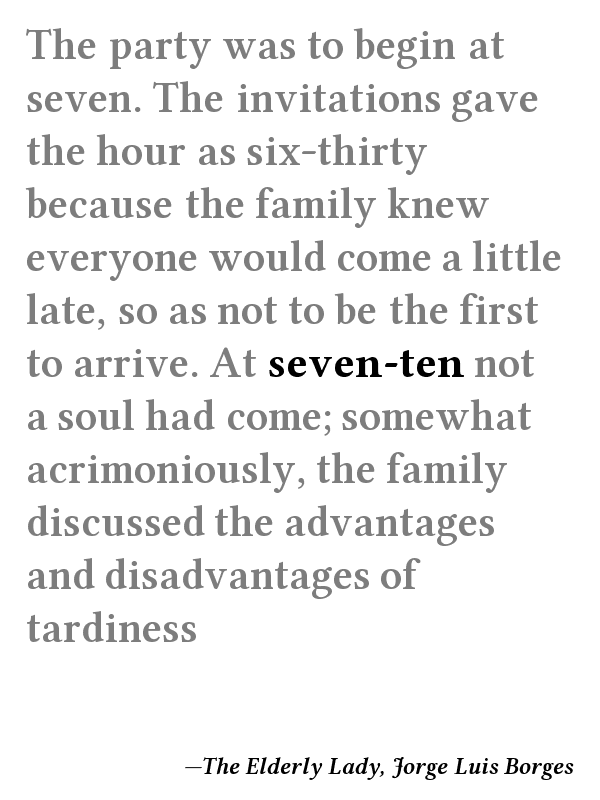 The party was to begin at
seven. The invitations gave
the hour as six-thirty
because the family knew
everyone would come a little
late, so as not to be the first
to arrive. At seven-ten not
a soul had come; somewhat
acrimoniously, the family
discussed the advantages
and disadvantages of
tardiness
—The Elderly Lady, Jorge Luis Borges